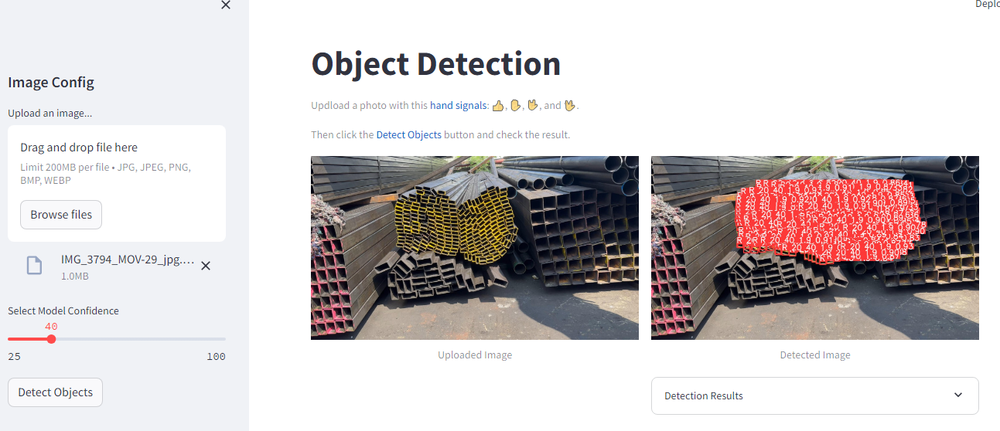 Deplo
Image Config
Upload an image...
Drag and drop file here
Limit 200MB per file • JPG, JPEG, PNG,
BMP, WEBP
Browse files
IMG_3794_MOV-29_jpg....
1.0MB
Select Model Confidence
40
25 100
Detect Objects
Object Detection
Updload a photo with this hand signals: 👍, ✋, 🤟, and 🖖.
Then click the Detect Objects button and check the result.
Uploaded Image
Detected Image
Detection Results